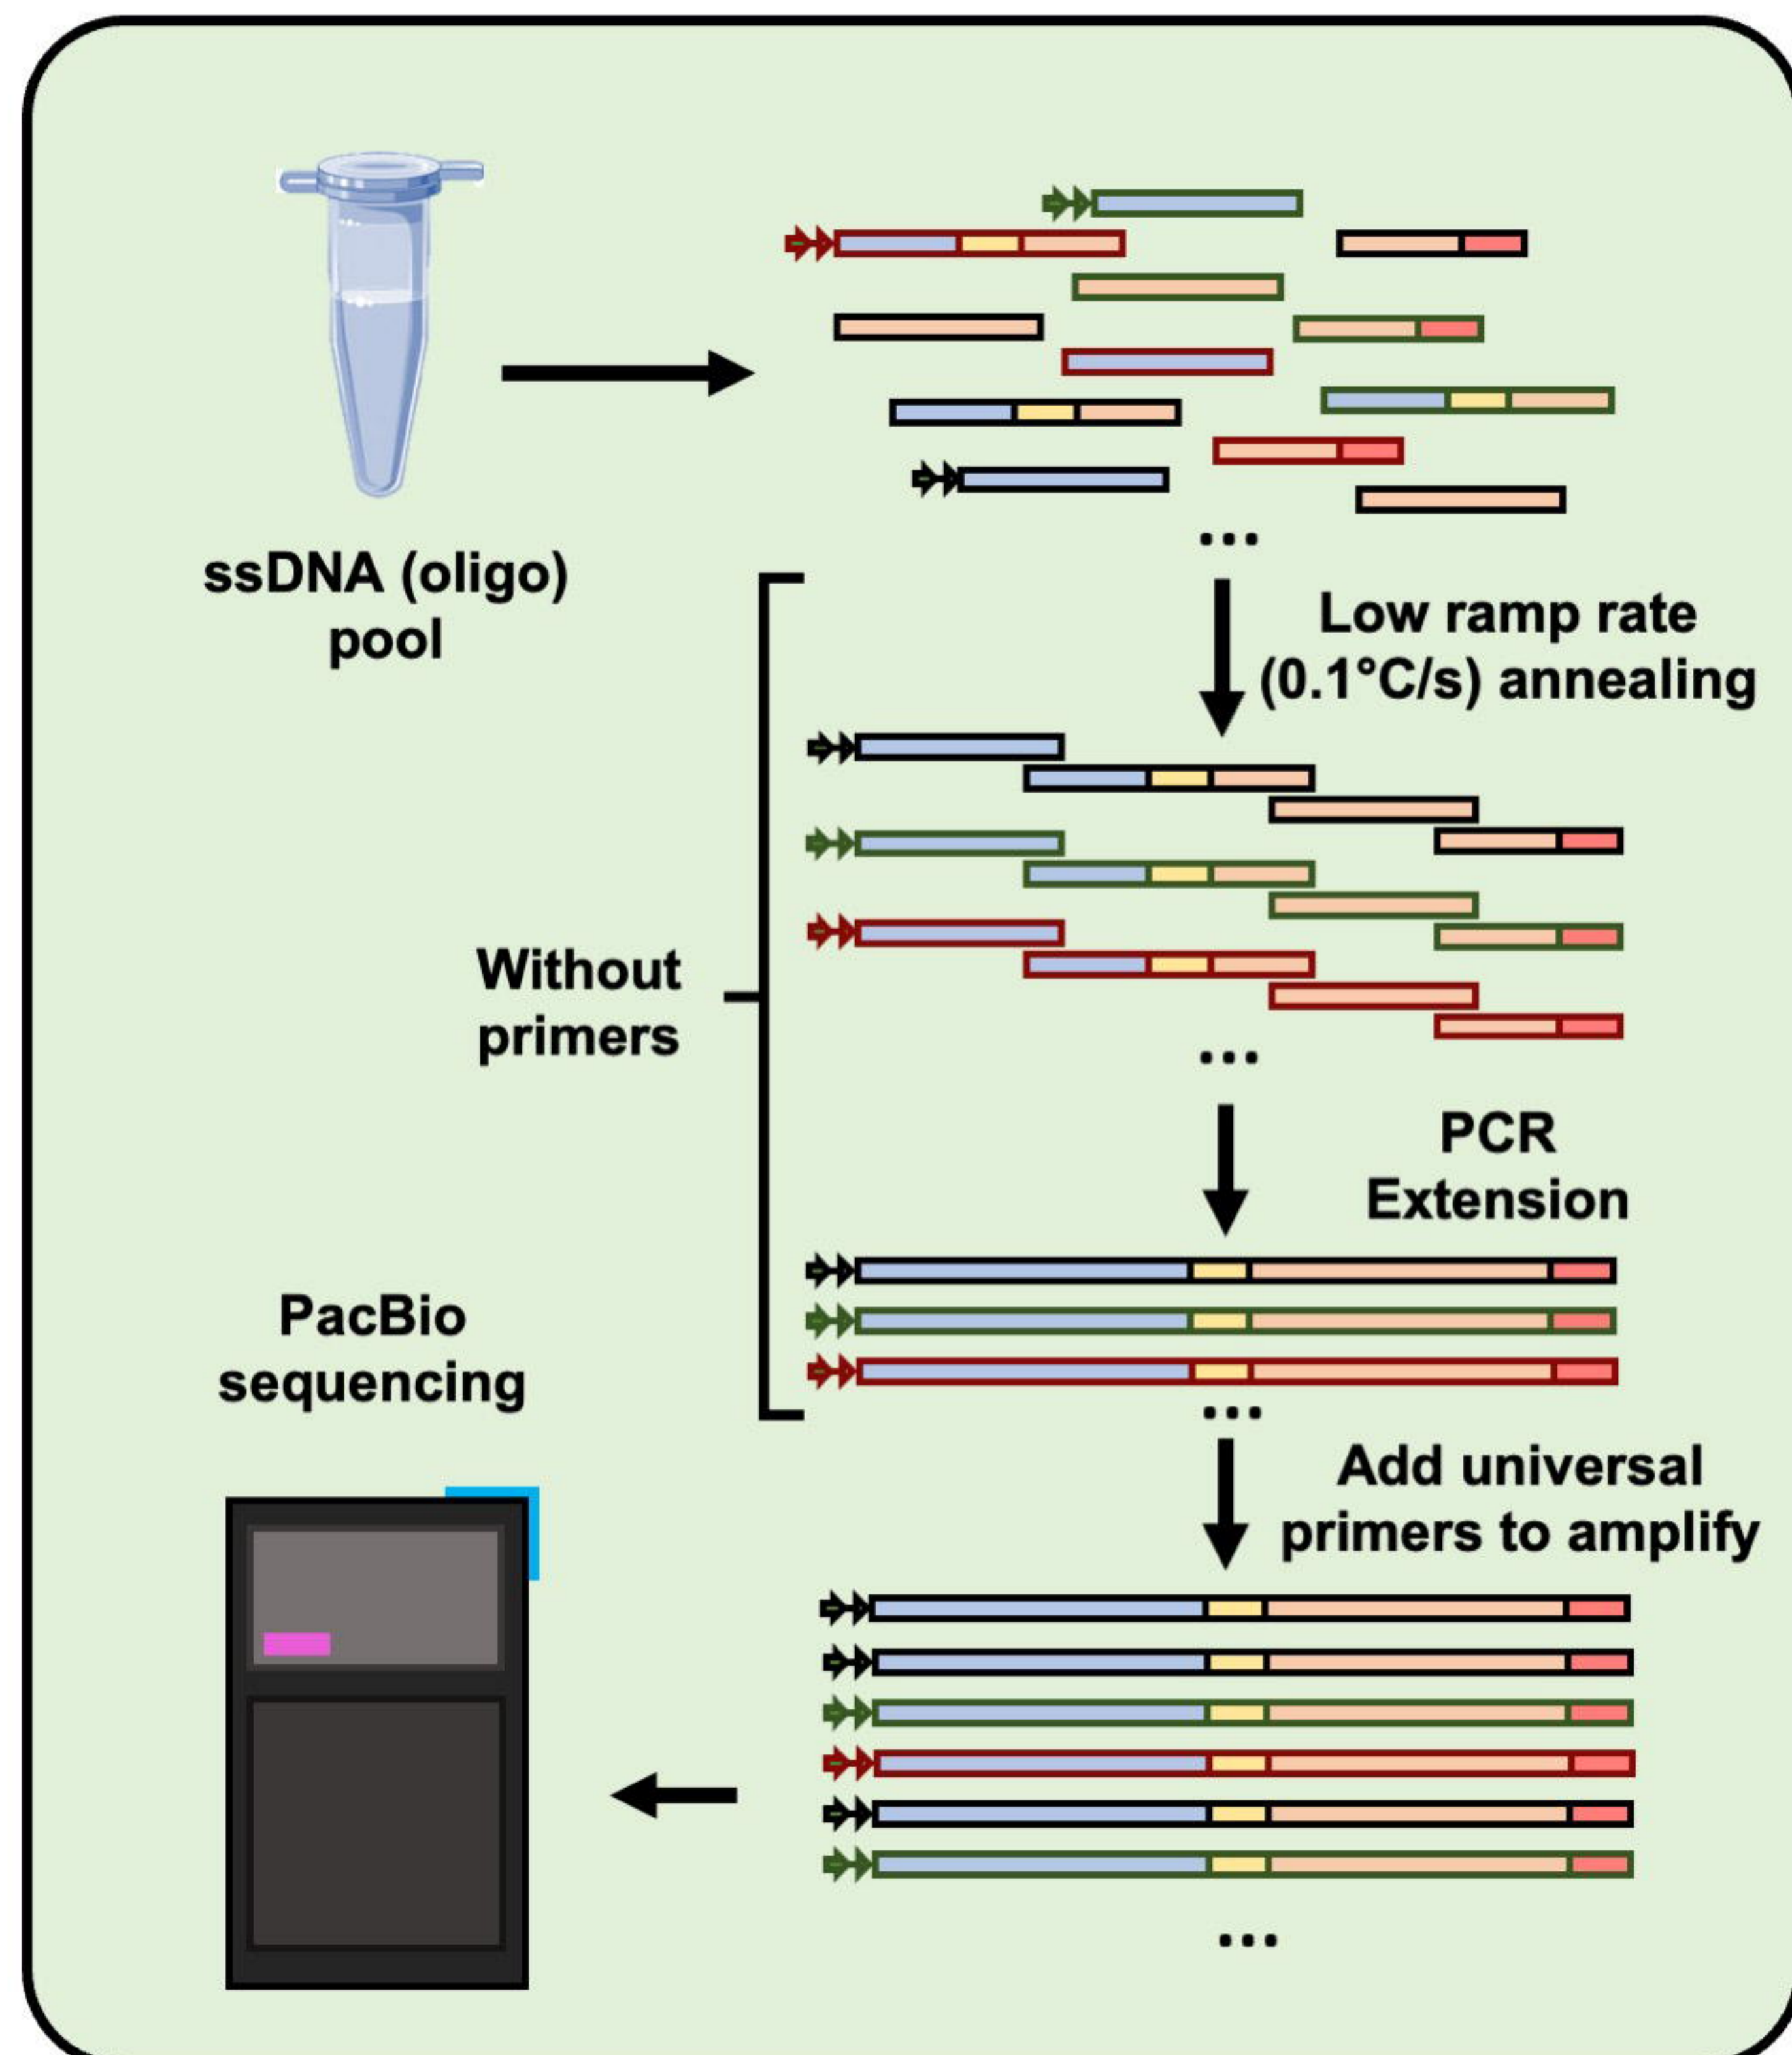 ssDNA (oligo)
pool
...
Low ramp rate
(0.1°C/s) annealing
Without
primers
...
PCR
Extension
...
Add universal
primers to amplify
...
PacBio
sequencing